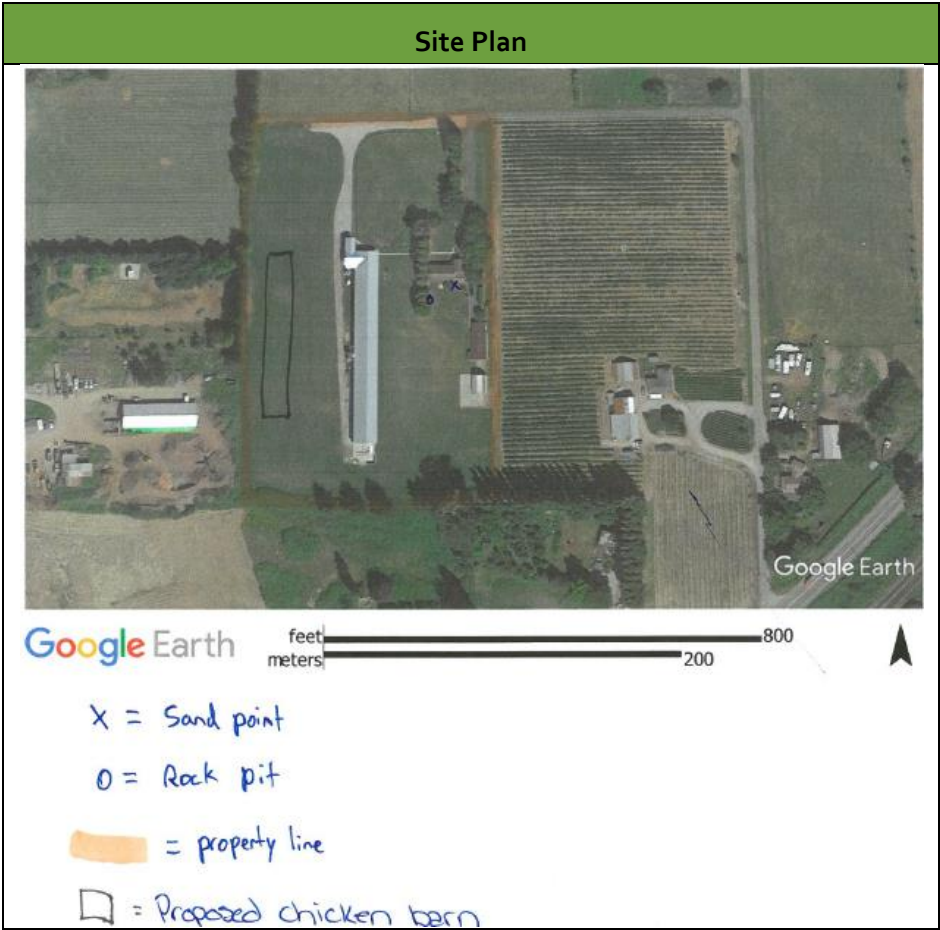 Site Plan
X
O
Google Earth
Google Earth
feet 800
meters 200
X = Sand point
O = Rock pit
= property line
= Proposed chicken barn